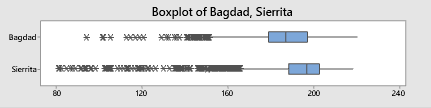 Boxplot of Bagdad, Sierrita
Bagdad
Sierrita
80 120 160 200 240